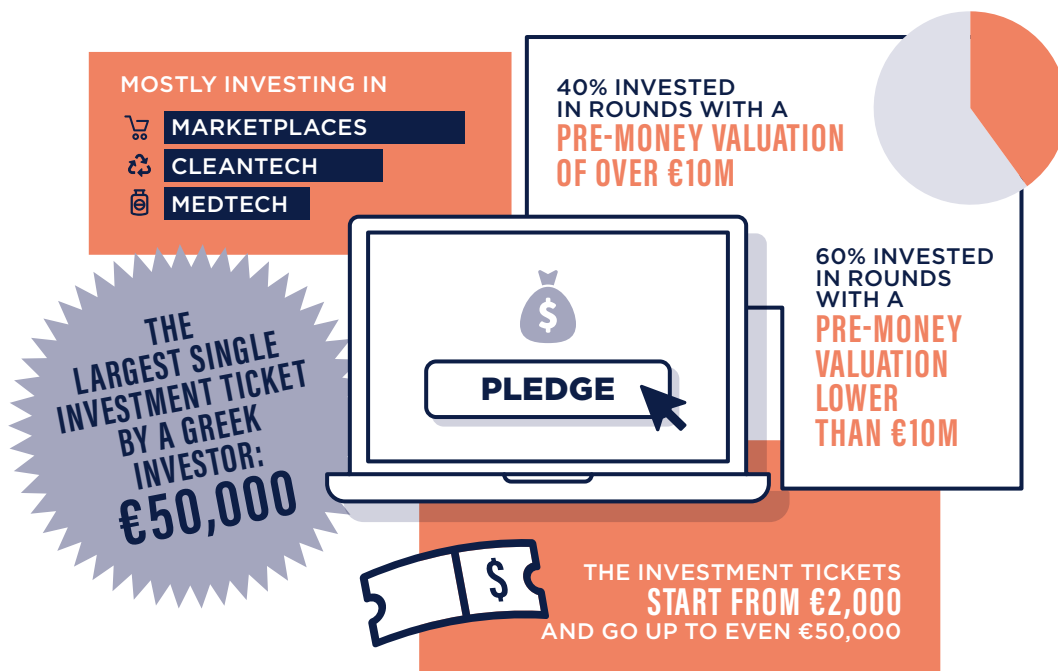 MOSTLY INVESTING IN
MARKETPLACES
CLEANTECH
MEDTECH
40% INVESTED
IN ROUNDS WITH A
PRE-MONEY VALUATION
OF OVER €10M
60% INVESTED
IN ROUNDS
WITH A
PRE-MONEY
VALUATION
LOWER
THAN €10M
THE
LARGEST SINGLE
INVESTMENT TICKET
BY A GREEK
INVESTOR:
€50,000
$
PLEDGE
$
THE INVESTMENT TICKETS
START FROM €2,000
AND GO UP TO EVEN €50,000